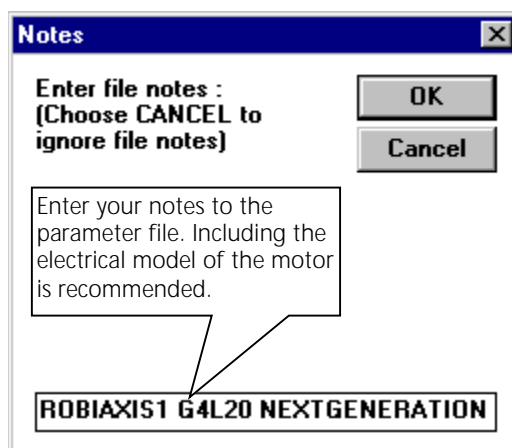 Notes
Enter file notes :
(Choose CANCEL to
ignore file notes)
OK
Cancel
Enter your notes to the
parameter file. Including the
electrical model of the motor
is recommended.
ROBIAXIS1 G4L20 NEXTGENERATION